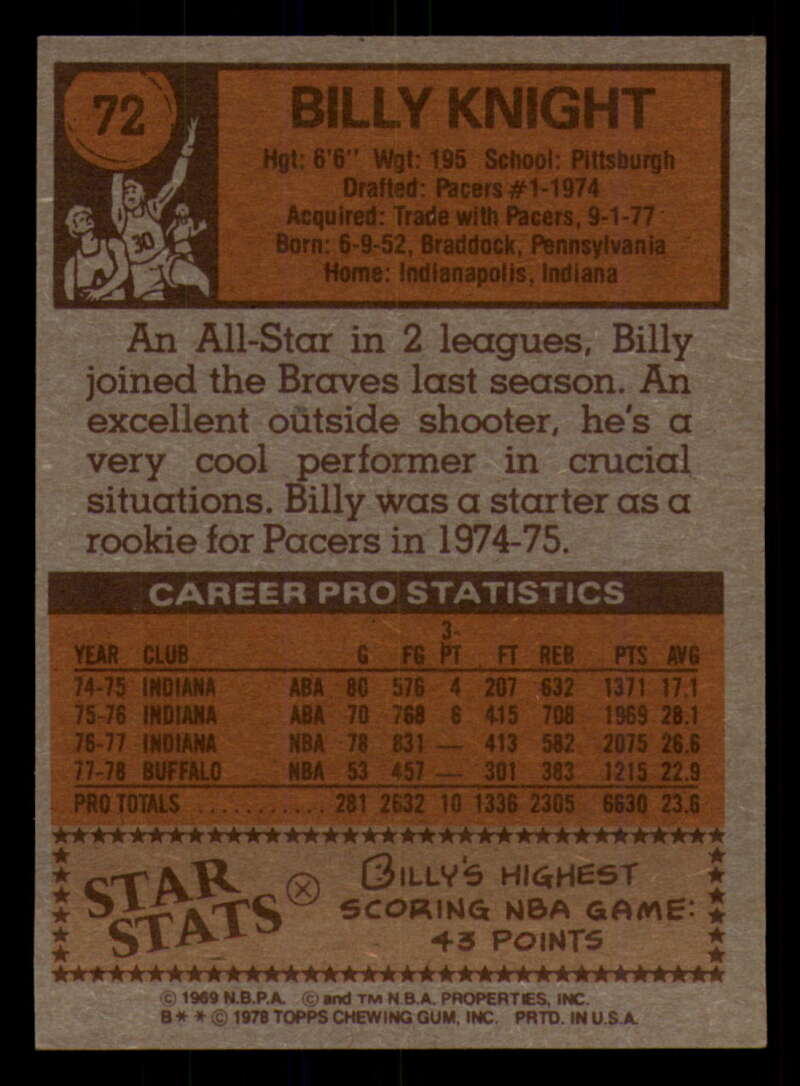 72
BILLY KNIGHT
Hgt: 6'6" Wgt: 195 School: Pittsburgh
Drafted: Pacers #1-1974
Acquired: Trade with Pacers, 9-1-77
Born: 6-9-52, Braddock, Pennsylvania
Home: Indianapolis, Indiana
30
An All-Star in 2 leagues, Billy
joined the Braves last season. An
excellent outside shooter, he's a
very cool performer in crucial
situations. Billy was a starter as a
rookie for Pacers in 1974-75.
CAREER PRO STATISTICS
YEAR CLUB G FG 3-PT FT REB PTS AVG
74-75 INDIANA ABA 80 576 4 207 632 1371 17.1
75-76 INDIANA ABA 70 768 6 415 708 1969 28.1
76-77 INDIANA NBA 78 831 — 413 582 2075 26.6
77-78 BUFFALO NBA 53 457 — 301 383 1215 22.9
PRO TOTALS ............ 281 2632 10 1336 2305 6630 23.6
STAR STATS
BILLY'S HIGHEST
SCORING NBA GAME:
43 POINTS
© 1969 N.B.P.A. © and TM N.B.A. PROPERTIES, INC.
B* * © 1978 TOPPS CHEWING GUM, INC. PRTD. IN U.S.A.